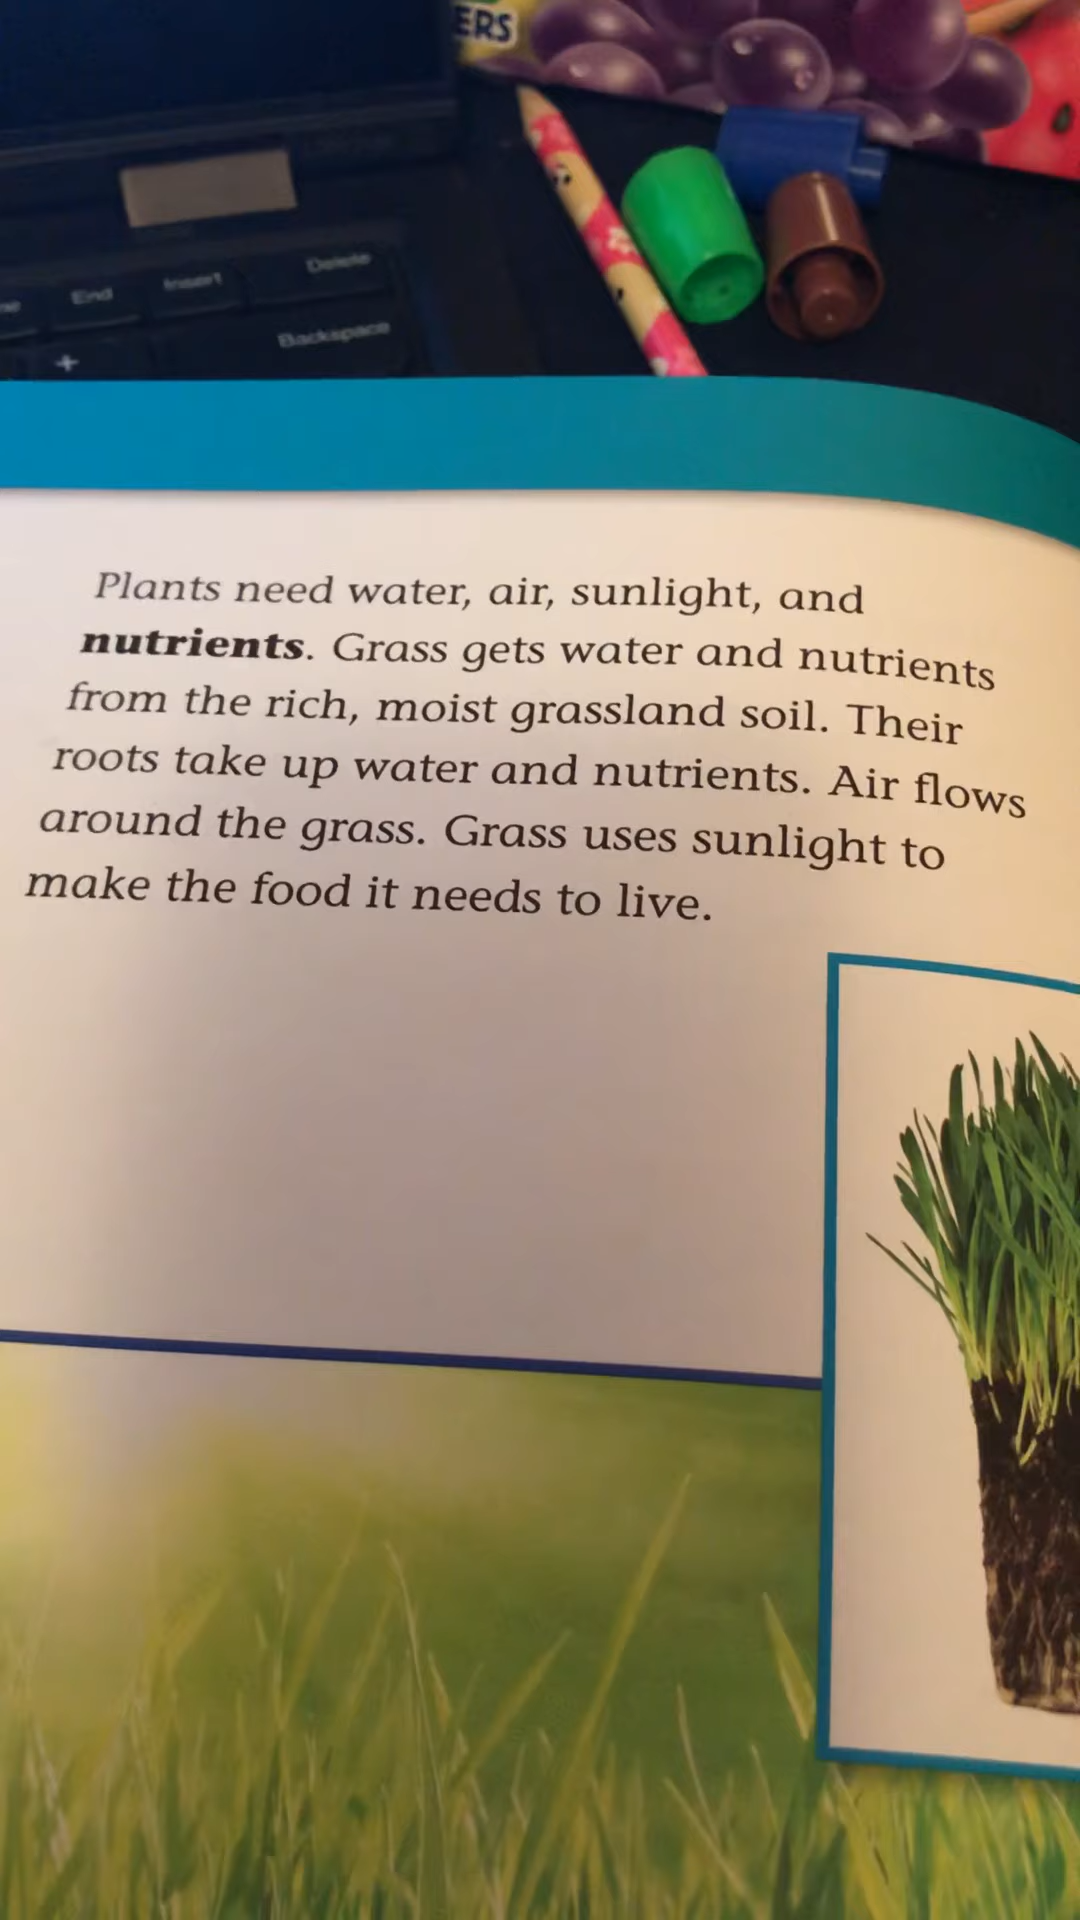 ERS
Delete
Insert
End
Backspace
+
Plants need water, air, sunlight, and
nutrients. Grass gets water and nutrients
from the rich, moist grassland soil. Their
roots take up water and nutrients. Air flows
around the grass. Grass uses sunlight to
make the food it needs to live.